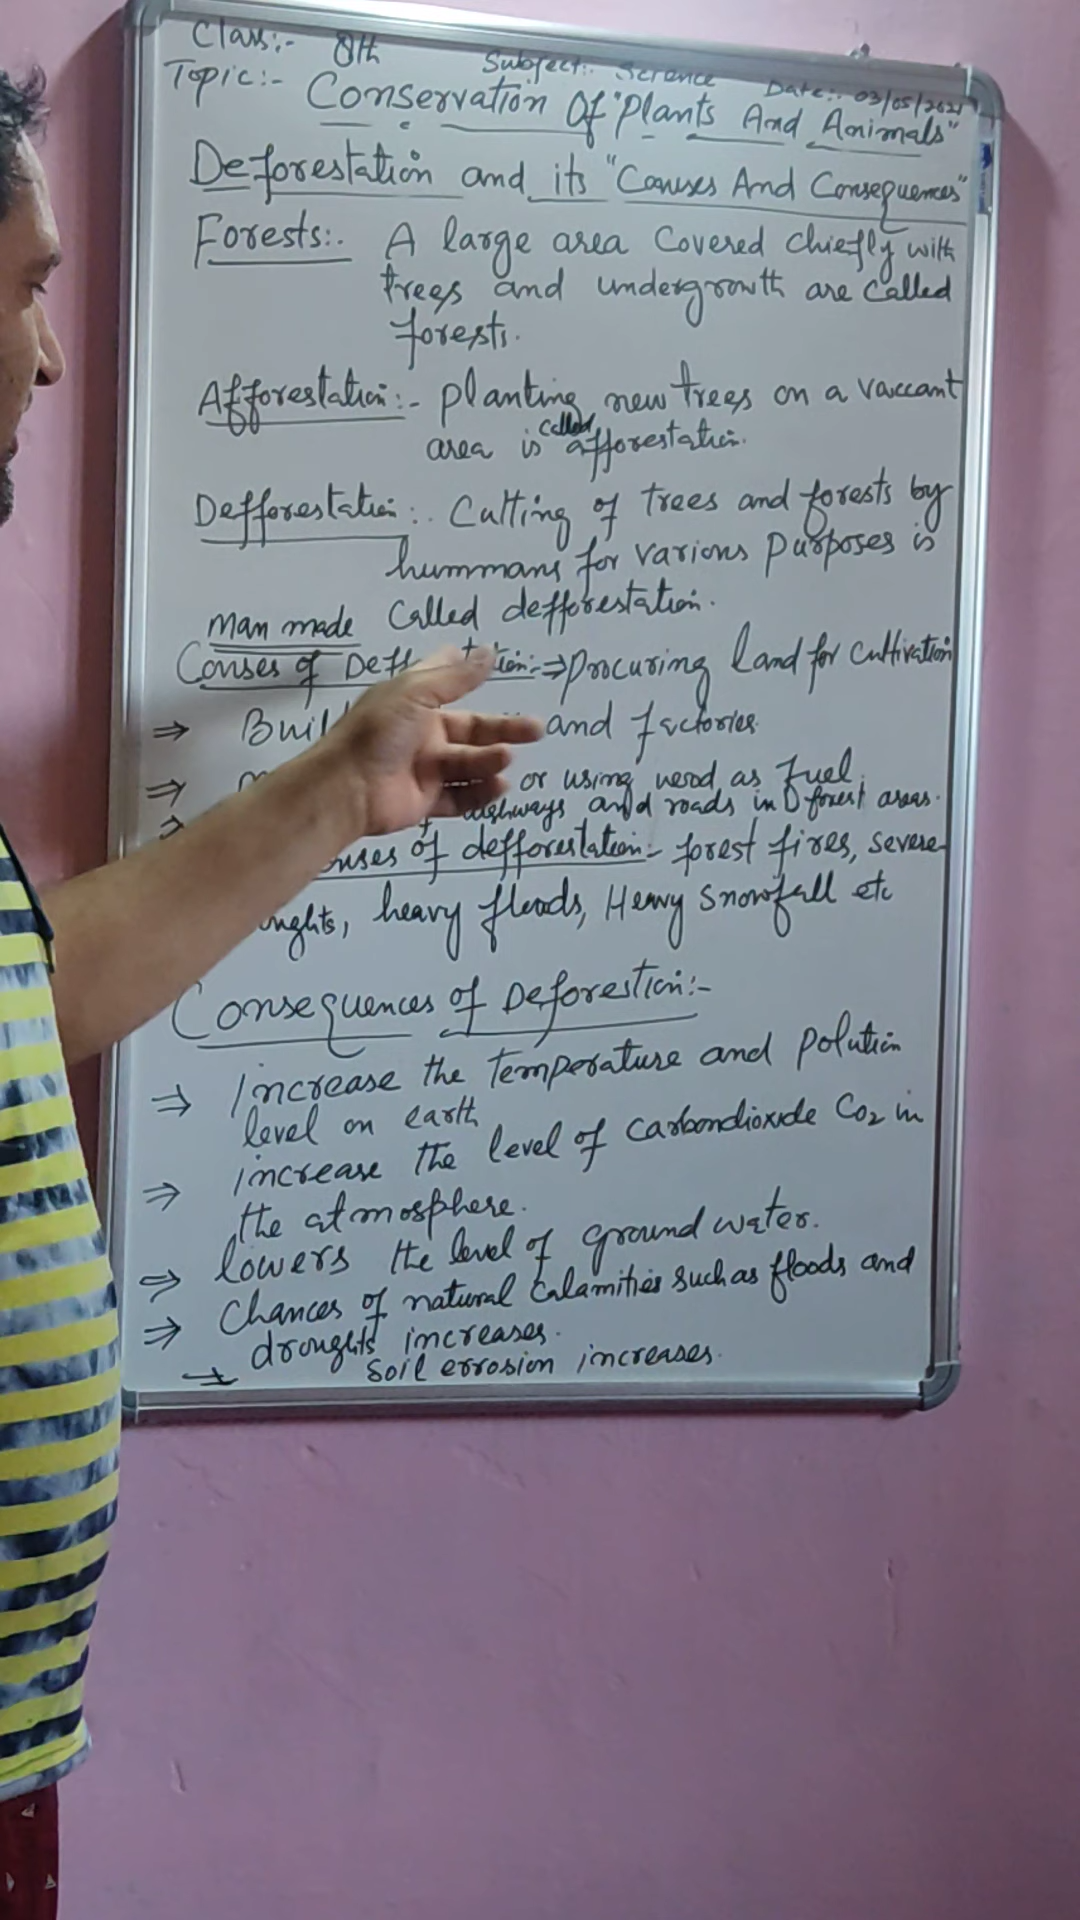 Class:- 8th Subject:- Science Date:- 03/05/2021
Topic:- Conservation Of "Plants And Animals"
Deforestation and its "Causes And Consequences"
Forests:. A large area Covered chiefly with
trees and undergrowth are called
forests.
Afforestation:- planting new trees on a vaccant
area is called afforestation.
Defforestation:. Cutting of trees and forests by
hummans for various purposes is
called defforestation.
Man made
Causes of Deff tation:- ⇒ procuring land for cultivation
⇒ Buil and factories.
⇒ or using wood as fuel.
⇒ highways and roads in forest areas.
auses of defforestation:- forest fires, severe
ughts, heavy floods, Heavy snowfall etc
Consequences of Deforestion:-
⇒ Increase the temperature and polution
level on earth
⇒ increase the level of carbondioxide CO2 in
the atmosphere.
⇒ lowers the level of ground water.
⇒ Chances of natural calamities such as floods and
droughts increases.
→ soil errosion increases.